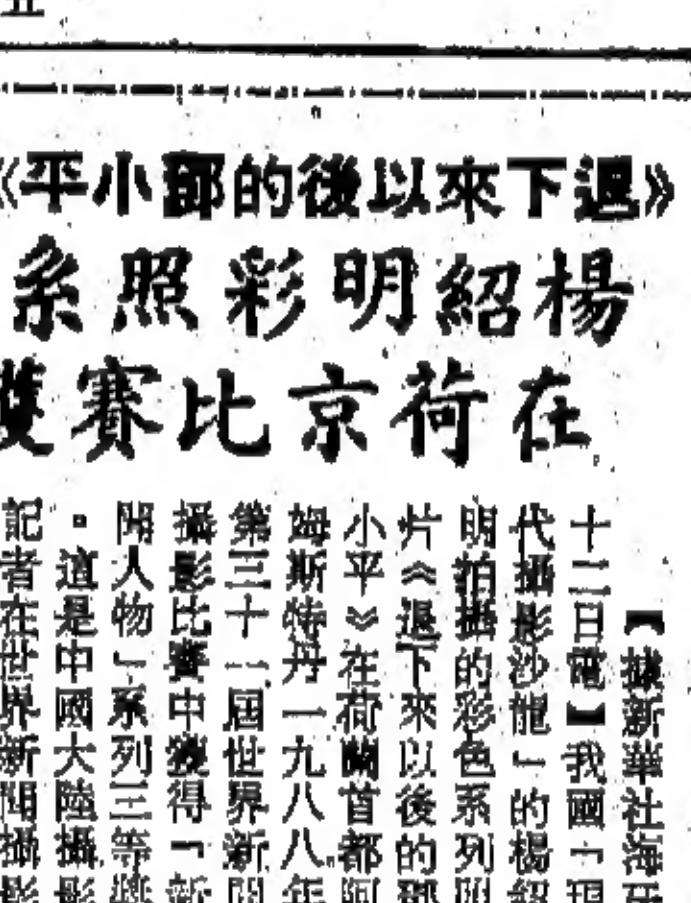 《退下來以後的鄧小平》
楊紹明彩照系
在荷京比賽獲
【據新華社海牙
十二日電】我國「現
代攝影沙龍」的楊紹
明拍攝的彩色系列照
片《退下來以後的鄧
小平》在荷蘭首都阿
姆斯特丹一九八八年
第三十一屆世界新聞
攝影比賽中獲得「新
聞人物」系列三等獎
。這是中國大陸攝影
記者在世界新聞攝影